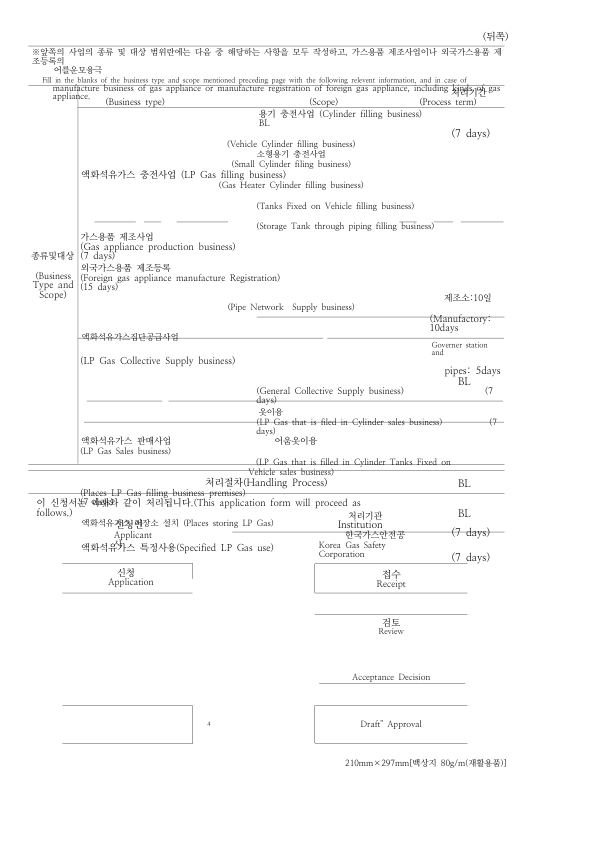 (뒤쪽)
※앞쪽의 사업의 종류 및 대상 범위란에는 다음 중 해당하는 사항을 모두 작성하고, 가스용품 제조사업이나 외국가스용품 제
조등록의
어플운모용극
Fill in the blanks of the business type and scope mentioned preceding page with the following relevent information, and in case of
manufacture business of gas appliance or manufacture registration of foreign gas appliance, including kinds of gas
appliance.
처리기간
(Business type) (Scope) (Process term)
용기 충전사업 (Cylinder filling business)
BL
(7 days)
(Vehicle Cylinder filling business)
소형용기 충전사업
(Small Cylinder filling business)
액화석유가스 충전사업 (LP Gas filling business)
(Gas Heater Cylinder filling business)
(Tanks Fixed on Vehicle filling business)
(Storage Tank through piping filling business)
가스용품 제조사업
(Gas appliance production business)
(7 days)
종류및대상
(Business
Type and
Scope)
외국가스용품 제조등록
(Foreign gas appliance manufacture Registration)
(15 days)
제조소:10일
(Pipe Network Supply business)
(Manufactory:
10days
액화석유가스집단공급사업
Governer station
and
(LP Gas Collective Supply business)
pipes: 5days
BL
(General Collective Supply business) (7
days)
옷이용
(LP Gas that is filed in Cylinder sales business) (7
days)
액화석유가스 판매사업 어움옷이용
(LP Gas Sales business)
(LP Gas that is filed in Cylinder Tanks Fixed on
Vehicle sales business)
처리절차(Handling Process) BL
(Places LP Gas filling business premises)
(7 days)
이 신청서는 아래와 같이 처리됩니다.(This application form will proceed as
follows.)
BL
신청인 처리기관
액화석유가스 저장소 설치 (Places storing LP Gas) Institution
Applicant 한국가스안전공
사 (7 days)
액화석유가스 특정사용(Specified LP Gas use) Korea Gas Safety
Corporation (7 days)
신청 접수
Application Receipt
검토
Review
Acceptance Decision
4 Draft" Approval
210mm×297mm[백상지 80g/m(재활용품)]